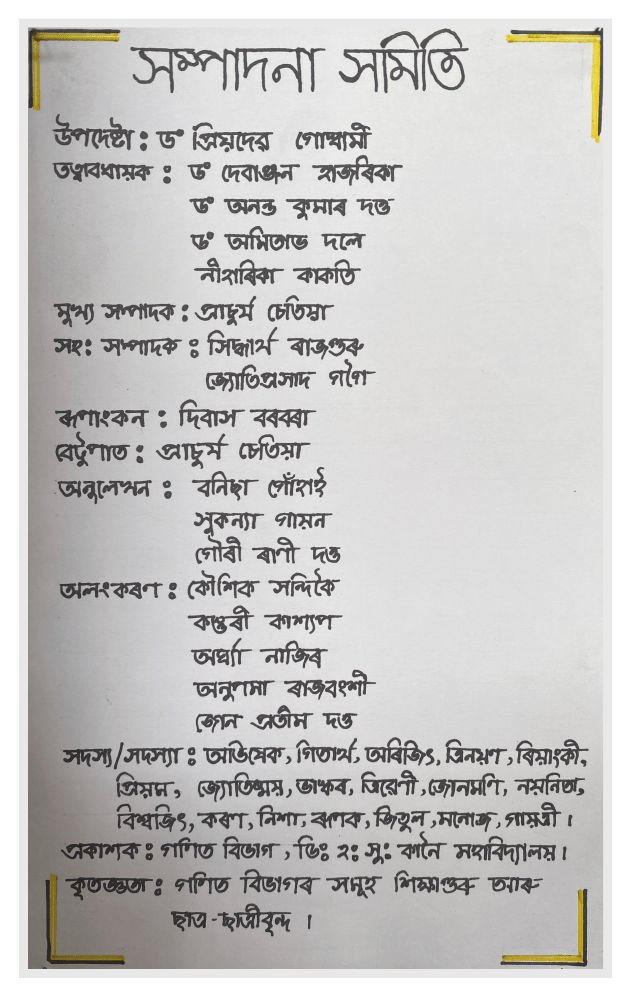 সম্পাদনা সমিতি
উপদেষ্টা : ড° প্ৰিয়দেৱ গোস্বামী
তত্বাবধায়ক : ড° দেবাঞ্জন হাজৰিকা
ড° অনন্ত কুমাৰ দত্ত
ড° অমিতাভ দলে
নীহাৰিকা কাকতি
মুখ্য সম্পাদক : প্ৰাচুৰ্য চেতিয়া
সহ: সম্পাদক : সিদ্ধাৰ্থ ৰাজগুৰু
জ্যোতিপ্ৰসাদ গগৈ
ৰূপাংকন : দিবাস বৰবৰা
বেটুপাত : প্ৰাচুৰ্য চেতিয়া
অনুলেখন : বনিছা গোঁহাই
সুকন্যা গায়ন
গৌৰী ৰাণী দত্ত
অলংকৰণ : কৌশিক সন্দিকৈ
কস্তুৰী কাশ্যপ
অৰ্ঘ্যা নাজিৰ
অনুপমা ৰাজবংশী
জোন প্ৰতীম দত্ত
সদস্য/সদস্যা : অভিষেক, গিতাৰ্থ, অৰিজিৎ, ত্ৰিনয়ণ, ৰিয়াংকী,
প্ৰিয়ম, জ্যোতিষ্ময়, ভাস্কৰ, ত্ৰিৱেণী, জোনমণি, নয়নিতা,
বিশ্বজিৎ, কৰণ, নিশা, ৰূপক, জিতুল, মনোজ, গায়ত্ৰী ।
প্ৰকাশক : গণিত বিভাগ, ডি: হ: সু: কানৈ মহাবিদ্যালয় ।
কৃতজ্ঞতা : গণিত বিভাগৰ সমূহ শিক্ষাগুৰু আৰু
ছাত্ৰ-ছাত্ৰীবৃন্দ ।